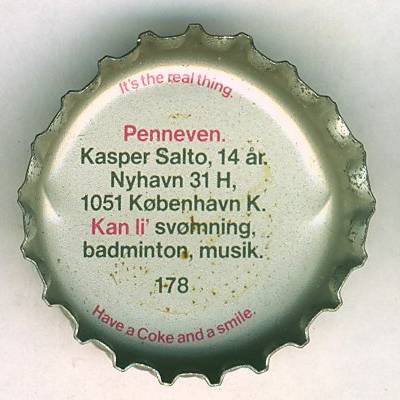 It's the real thing.
Penneven.
Kasper Salto, 14 år.
Nyhavn 31 H,
1051 København K.
Kan li' svømning,
badminton, musik.
178
Have a Coke and a smile.